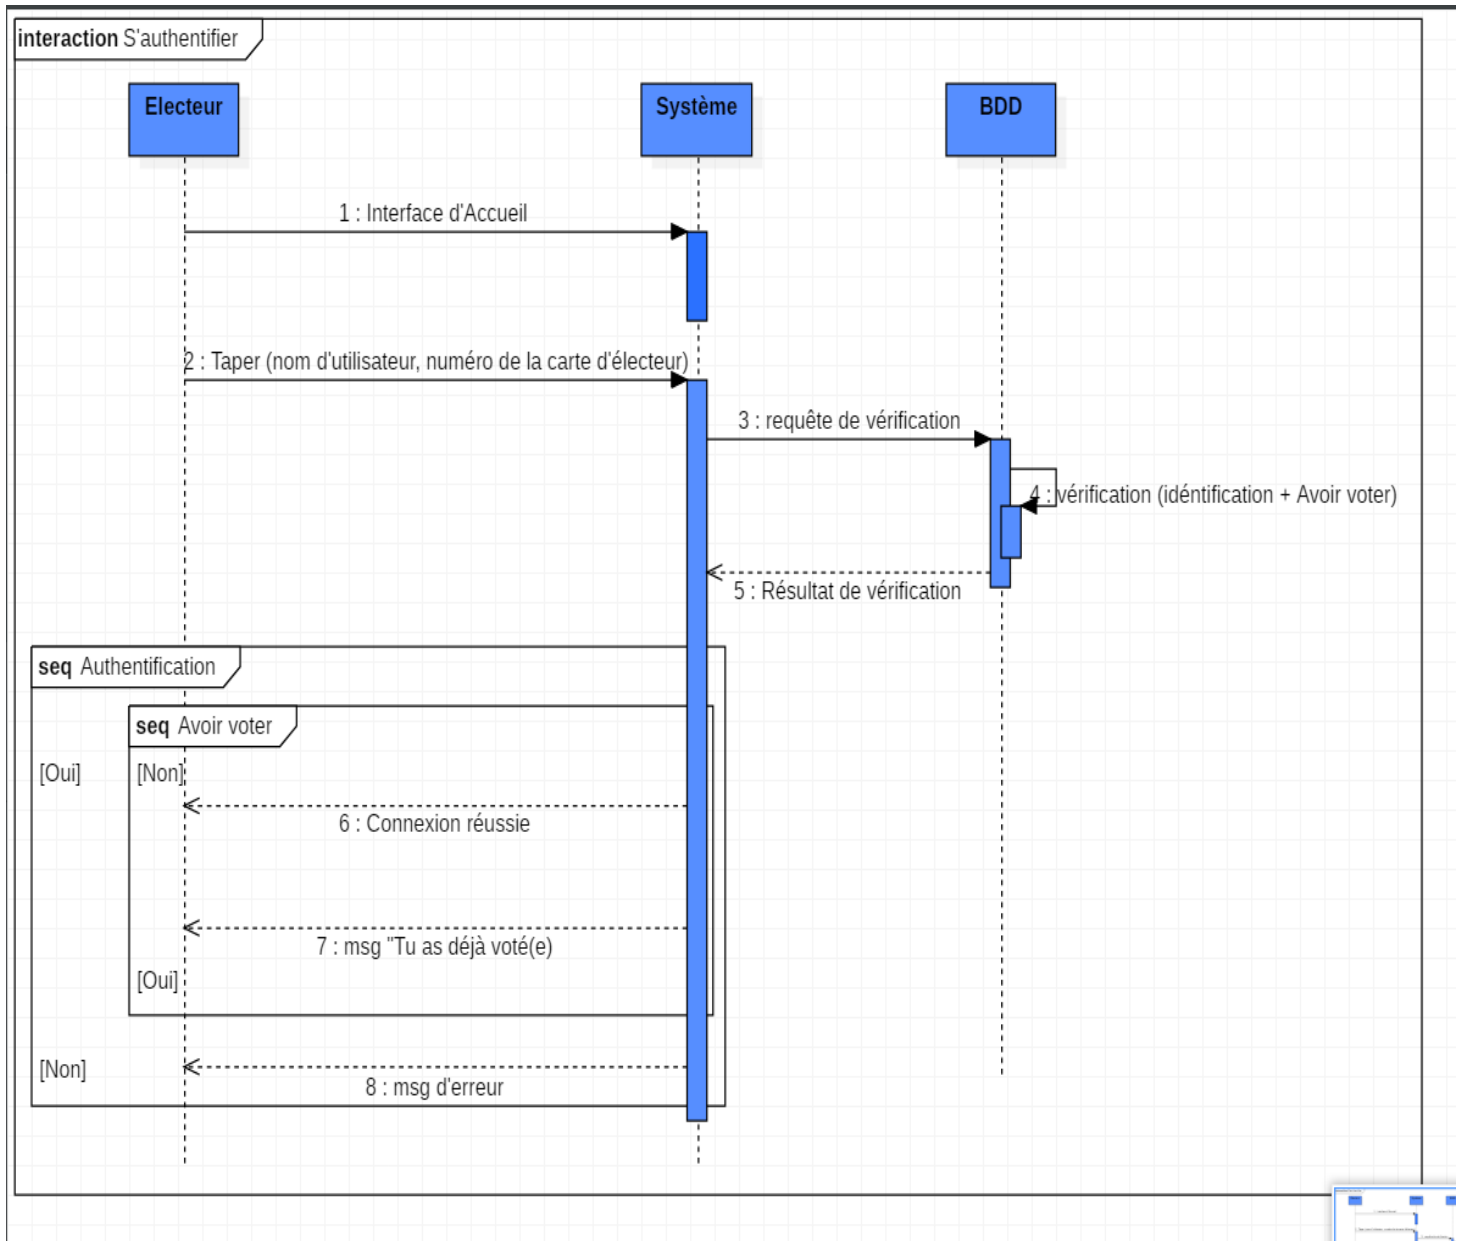 interaction S'authentifier
Electeur
Système
BDD
1 : Interface d'Accueil
2 : Taper (nom d'utilisateur, numéro de la carte d'électeur)
3 : requête de vérification
4 : vérification (idéntification + Avoir voter)
5 : Résultat de vérification
seq Authentification
seq Avoir voter
[Oui]
[Non]
6 : Connexion réussie
7 : msg "Tu as déjà voté(e)
[Oui]
[Non]
8 : msg d'erreur